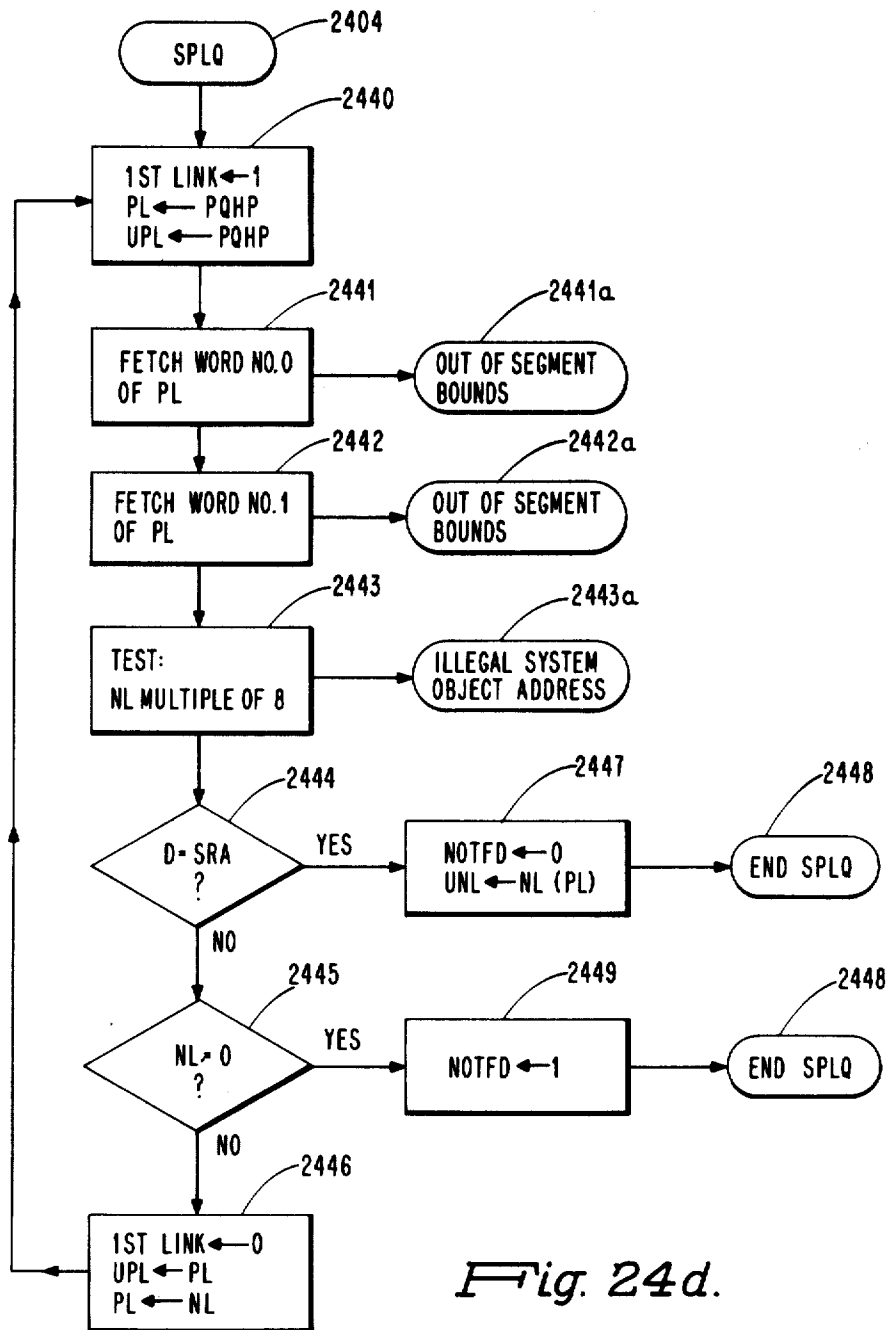 2404
SPLQ
2440
1ST LINK←1
PL← PQHP
UPL← PQHP
2441
FETCH WORD NO.0
OF PL
2441a
OUT OF SEGMENT
BOUNDS
2442
FETCH WORD NO.1
OF PL
2442a
OUT OF SEGMENT
BOUNDS
2443
TEST:
NL MULTIPLE OF 8
2443a
ILLEGAL SYSTEM
OBJECT ADDRESS
2444
D=SRA
?
YES
NO
2447
NOTFD←0
UNL←NL (PL)
2448
END SPLQ
2445
NL=0
?
YES
NO
2449
NOTFD←1
2448
END SPLQ
2446
1ST LINK←0
UPL←PL
PL←NL
Fig. 24d.